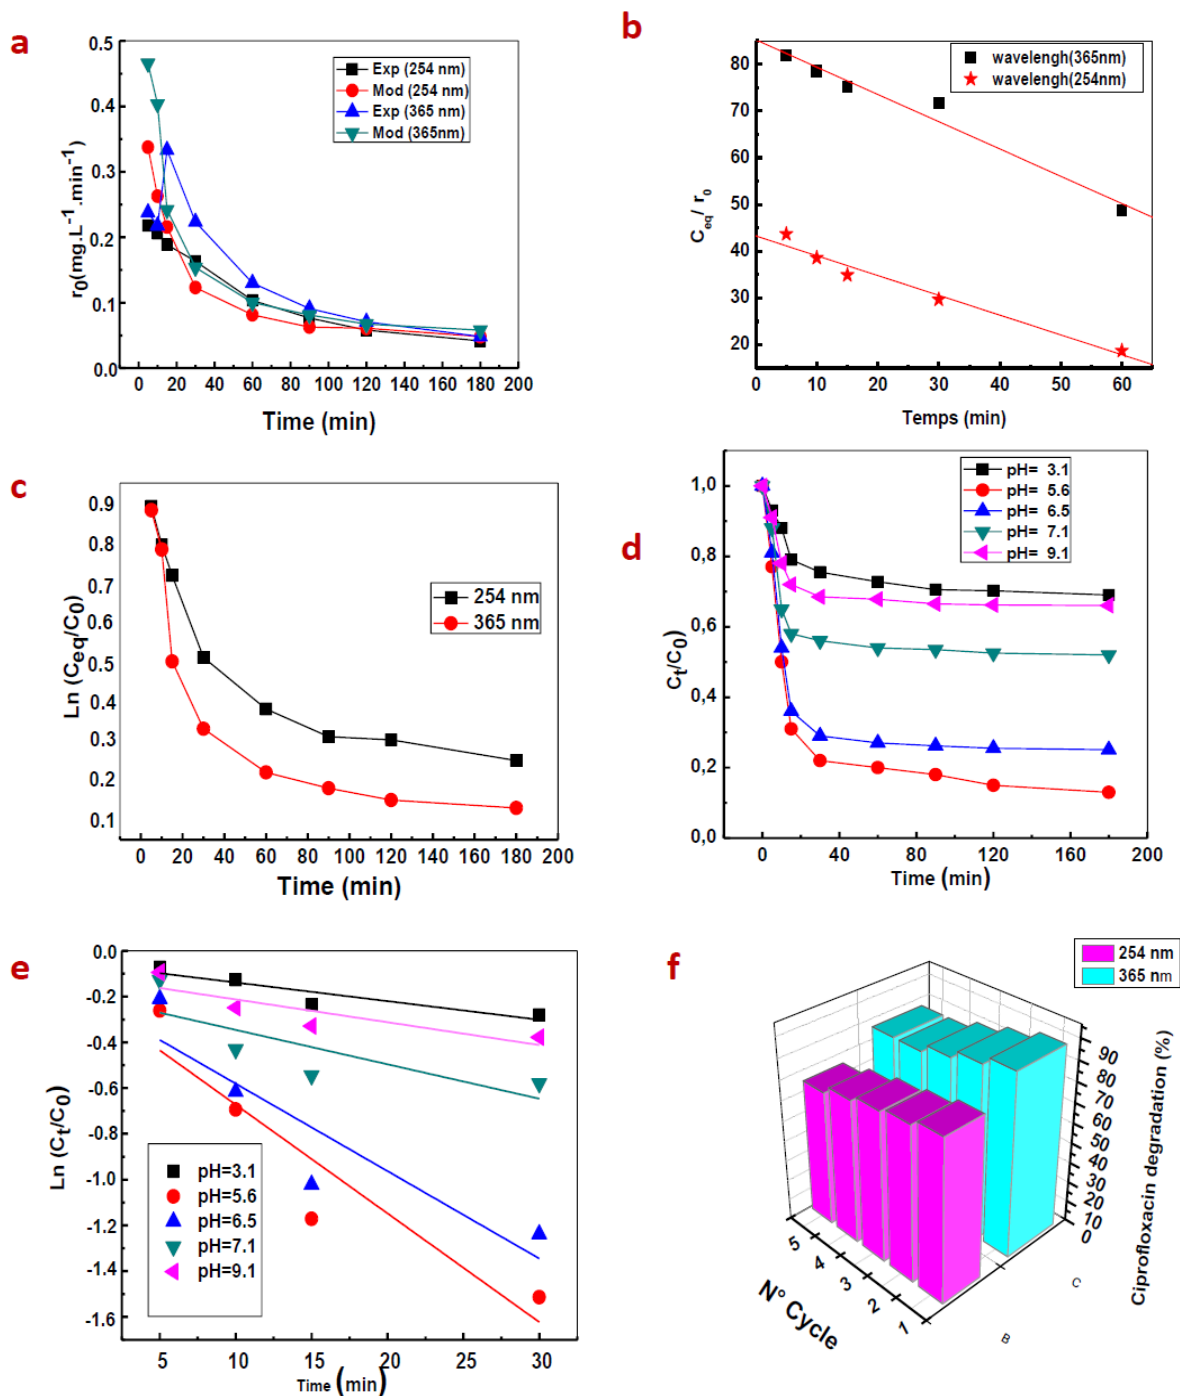 a
0.5
0.4
0.3
0.2
0.1
0.0
r0(mg.L⁻¹.min⁻¹)
Exp (254 nm)
Mod (254 nm)
Exp (365 nm)
Mod (365nm)
0 20 40 60 80 100 120 140 160 180 200
Time (min)
b
80
70
60
50
40
30
20
Ceq/ r0
wavelengh(365nm)
wavelengh(254nm)
0 10 20 30 40 50 60
Temps (min)
c
0.9
0.8
0.7
0.6
0.5
0.4
0.3
0.2
0.1
Ln (Ceq/C0)
254 nm
365 nm
0 20 40 60 80 100 120 140 160 180 200
Time (min)
d
1,0
0,8
0,6
0,4
0,2
0,0
Ct/C0)
pH= 3.1
pH= 5.6
pH= 6.5
pH= 7.1
pH= 9.1
0 40 80 120 160 200
Time (min)
e
0.0
-0.2
-0.4
-0.6
-0.8
-1.0
-1.2
-1.4
-1.6
Ln (Ct/C0)
pH=3.1
pH=5.6
pH=6.5
pH=7.1
pH=9.1
5 10 15 20 25 30
Time (min)
f
254 nm
365 nm
90
80
70
60
50
40
30
20
10
0
Ciprofloxacin degradation (%)
5
4
3
2
1
N° Cycle
B
C